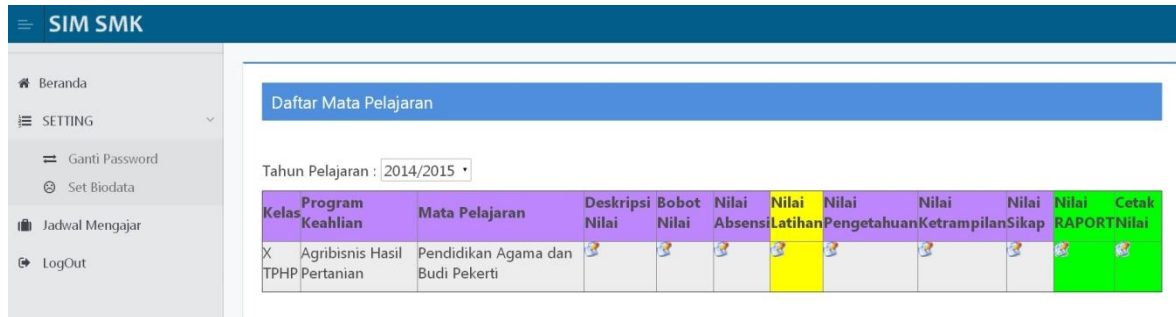 SIM SMK
Beranda
SETTING
Ganti Password
Set Biodata
Jadwal Mengajar
LogOut
Daftar Mata Pelajaran
Tahun Pelajaran : 2014/2015
Kelas Program Keahlian Mata Pelajaran Deskripsi Nilai Bobot Nilai Nilai Absensi Nilai Latihan Nilai Pengetahuan Nilai Ketrampilan Nilai Sikap Nilai RAPORT Cetak Nilai
X TPHP Agribisnis Hasil Pertanian Pendidikan Agama dan Budi Pekerti